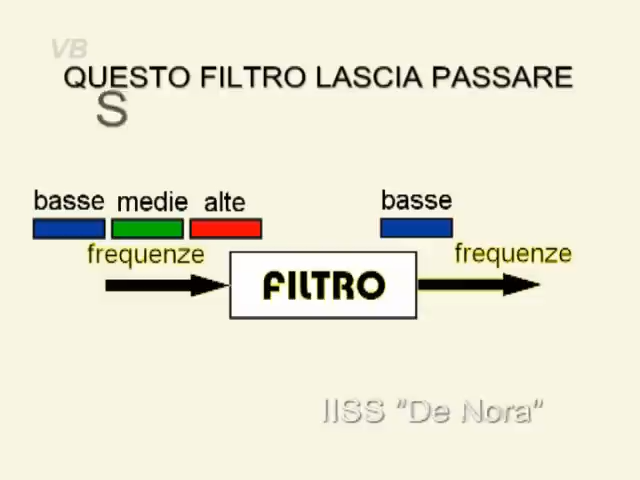 VB
QUESTO FILTRO LASCIA PASSARE
S
basse medie alte
basse
frequenze
frequenze
FILTRO
IISS "De Nora"